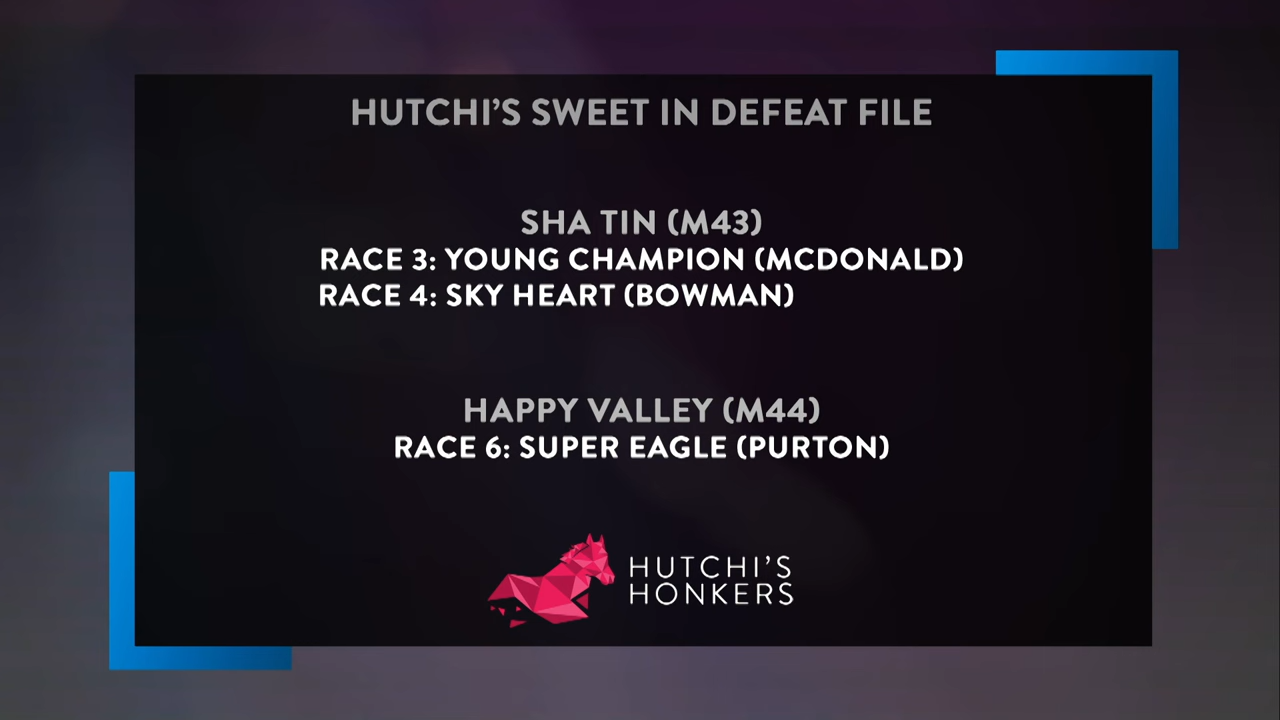 HUTCHI'S SWEET IN DEFEAT FILE
SHA TIN (M43)
RACE 3: YOUNG CHAMPION (MCDONALD)
RACE 4: SKY HEART (BOWMAN)
HAPPY VALLEY (M44)
RACE 6: SUPER EAGLE (PURTON)
HUTCHI'S
HONKERS